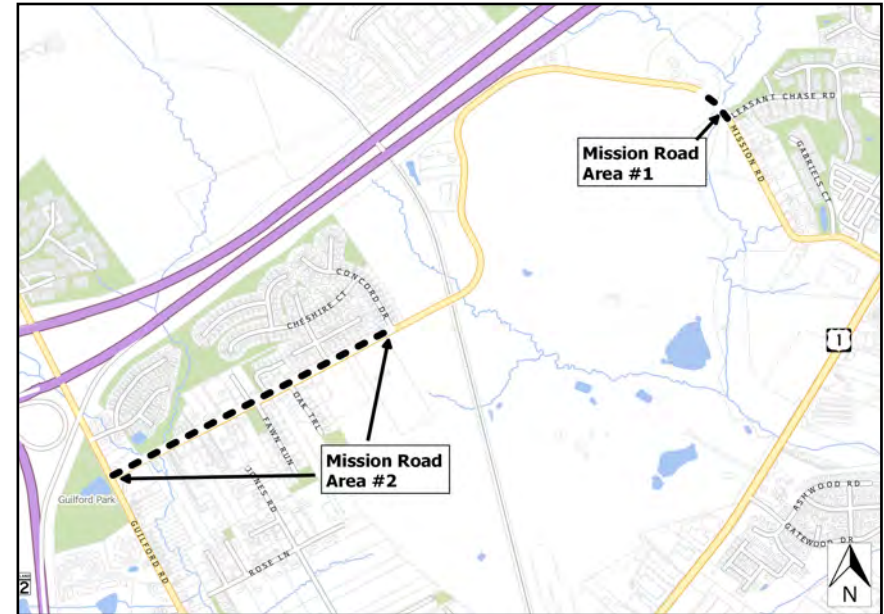 LEASANT CHASE RD
MISSION RD
GABRIELS CT
Mission Road
Area #1
CONCORD DR
CHESHIRE CT
1
OAK TRL
FAWN RUN
Mission Road
Area #2
JONES RD
Guilford Park
GUILFORD RD
ROSE LN
ASHWOOD RD
GATEWOOD DR
2
N